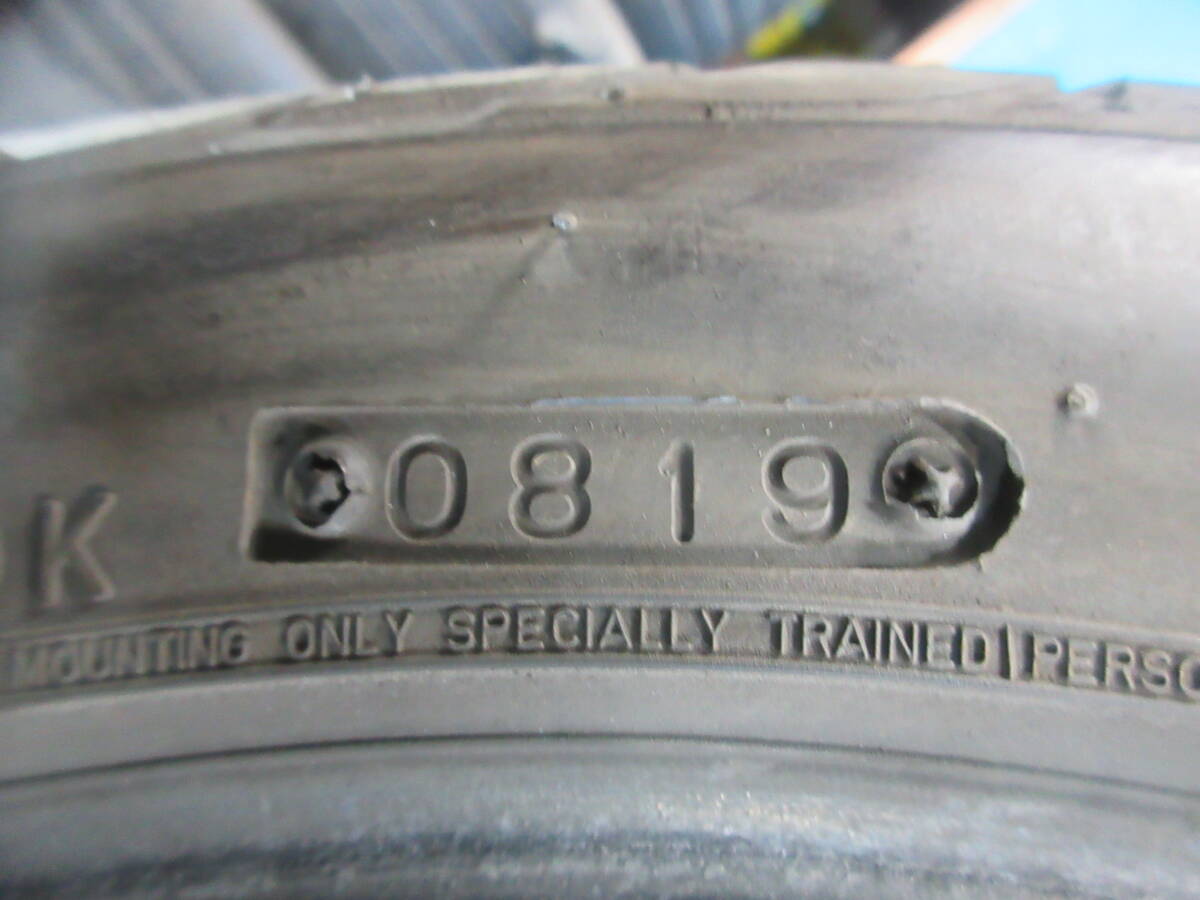 K 0819
MOUNTING ONLY SPECIALLY TRAINED PERSO